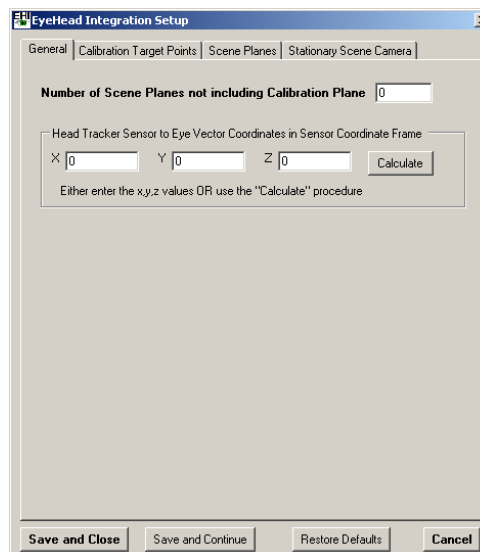 EyeHead Integration Setup
General Calibration Target Points Scene Planes Stationary Scene Camera
Number of Scene Planes not including Calibration Plane 0
Head Tracker Sensor to Eye Vector Coordinates in Sensor Coordinate Frame
X 0 Y 0 Z 0 Calculate
Either enter the x,y,z values OR use the "Calculate" procedure
Save and Close Save and Continue Restore Defaults Cancel